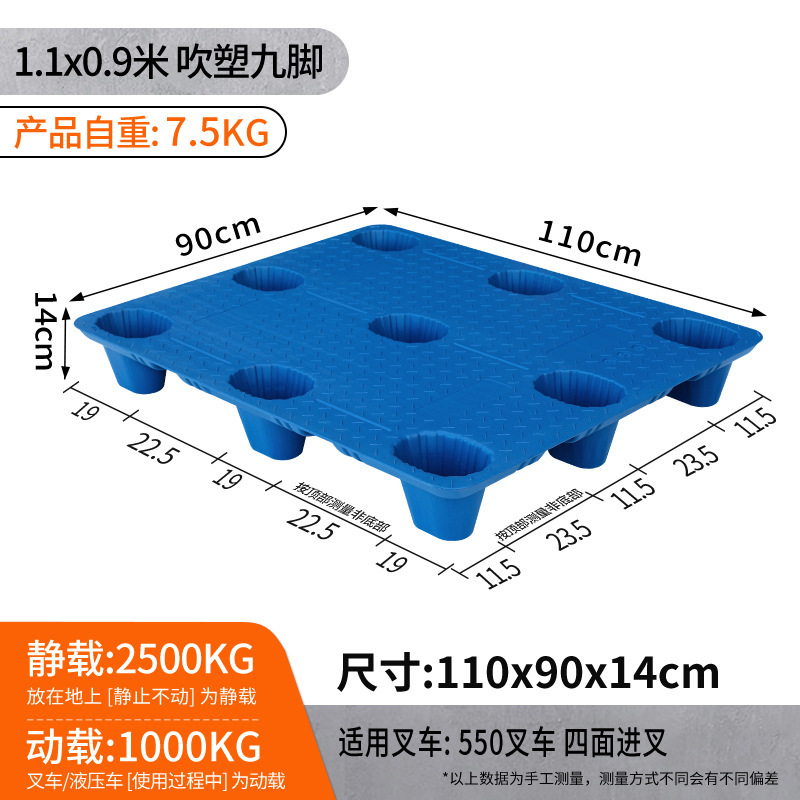 1.1x0.9米 吹塑九脚
产品自重: 7.5KG
90cm
110cm
14cm
19
22.5
19
22.5
19
按顶部测量非底部
11.5
23.5
11.5
23.5
11.5
按顶部测量非底部
静载:2500KG
放在地上 [静止不动] 为静载
动载:1000KG
叉车/液压车 [使用过程中] 为动载
尺寸:110x90x14cm
适用叉车: 550叉车 四面进叉
*以上数据为手工测量，测量方式不同会有不同偏差